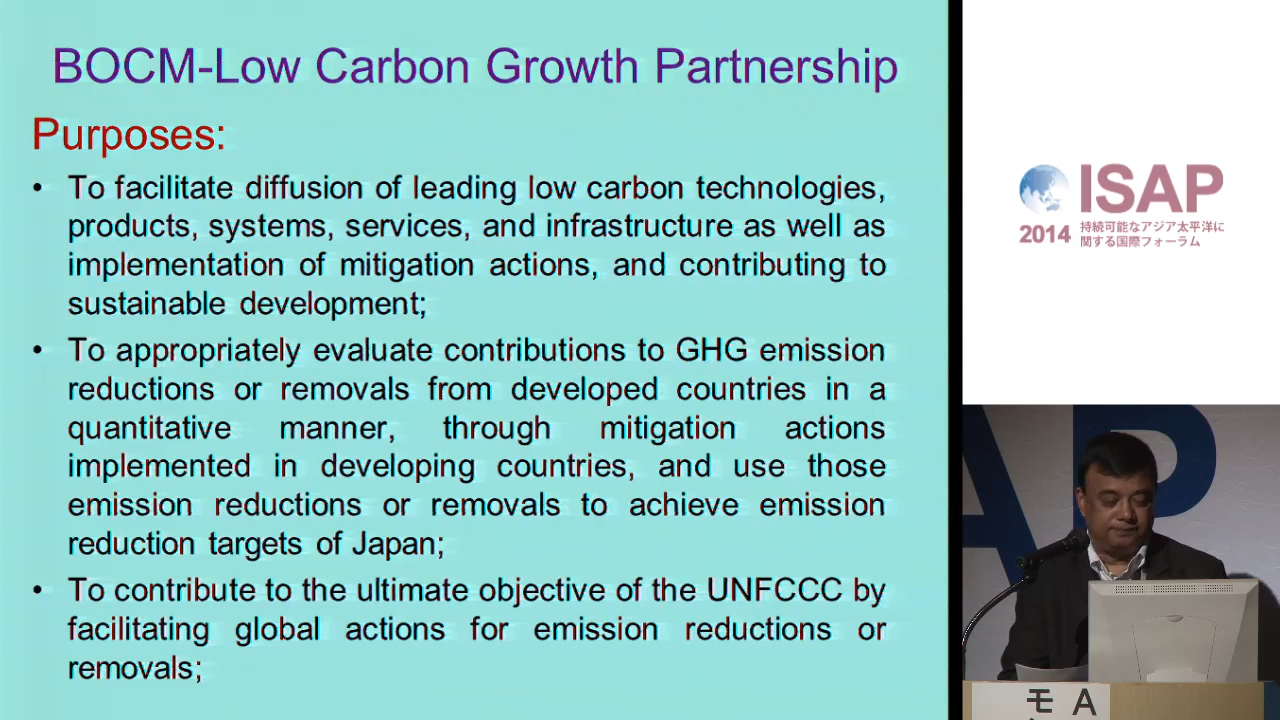 BOCM-Low Carbon Growth Partnership
Purposes:
• To facilitate diffusion of leading low carbon technologies,
products, systems, services, and infrastructure as well as
implementation of mitigation actions, and contributing to
sustainable development;
• To appropriately evaluate contributions to GHG emission
reductions or removals from developed countries in a
quantitative manner, through mitigation actions
implemented in developing countries, and use those
emission reductions or removals to achieve emission
reduction targets of Japan;
• To contribute to the ultimate objective of the UNFCCC by
facilitating global actions for emission reductions or
removals;
ISAP
2014 持続可能なアジア太平洋に
関する国際フォーラム
AP
モ A